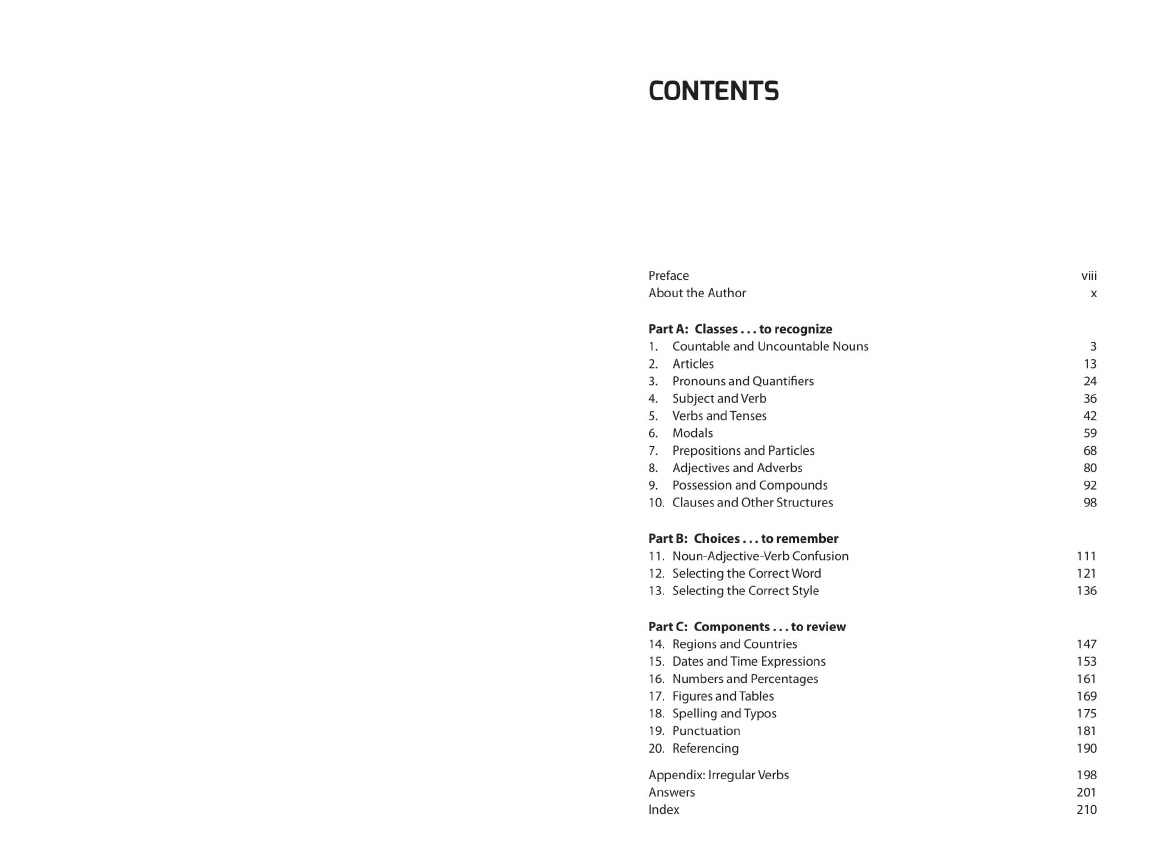 CONTENTS
Preface viii
About the Author x
Part A: Classes . . . to recognize
1. Countable and Uncountable Nouns 3
2. Articles 13
3. Pronouns and Quantifiers 24
4. Subject and Verb 36
5. Verbs and Tenses 42
6. Modals 59
7. Prepositions and Particles 68
8. Adjectives and Adverbs 80
9. Possession and Compounds 92
10. Clauses and Other Structures 98
Part B: Choices . . . to remember
11. Noun-Adjective-Verb Confusion 111
12. Selecting the Correct Word 121
13. Selecting the Correct Style 136
Part C: Components . . . to review
14. Regions and Countries 147
15. Dates and Time Expressions 153
16. Numbers and Percentages 161
17. Figures and Tables 169
18. Spelling and Typos 175
19. Punctuation 181
20. Referencing 190
Appendix: Irregular Verbs 198
Answers 201
Index 210